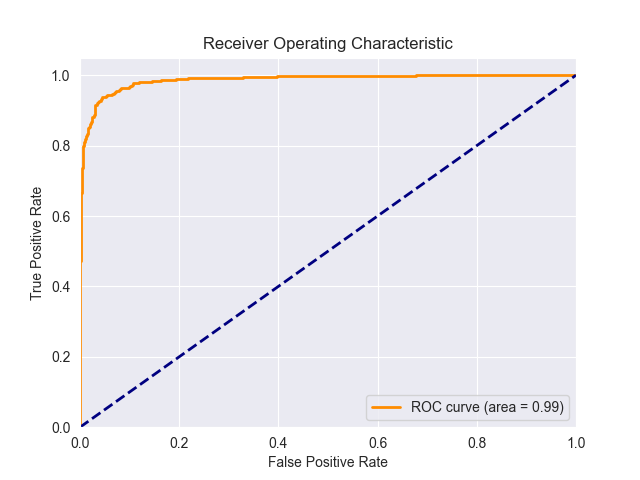 Receiver Operating Characteristic
True Positive Rate
1.0
0.8
0.6
0.4
0.2
0.0
ROC curve (area = 0.99)
0.0 0.2 0.4 0.6 0.8 1.0
False Positive Rate